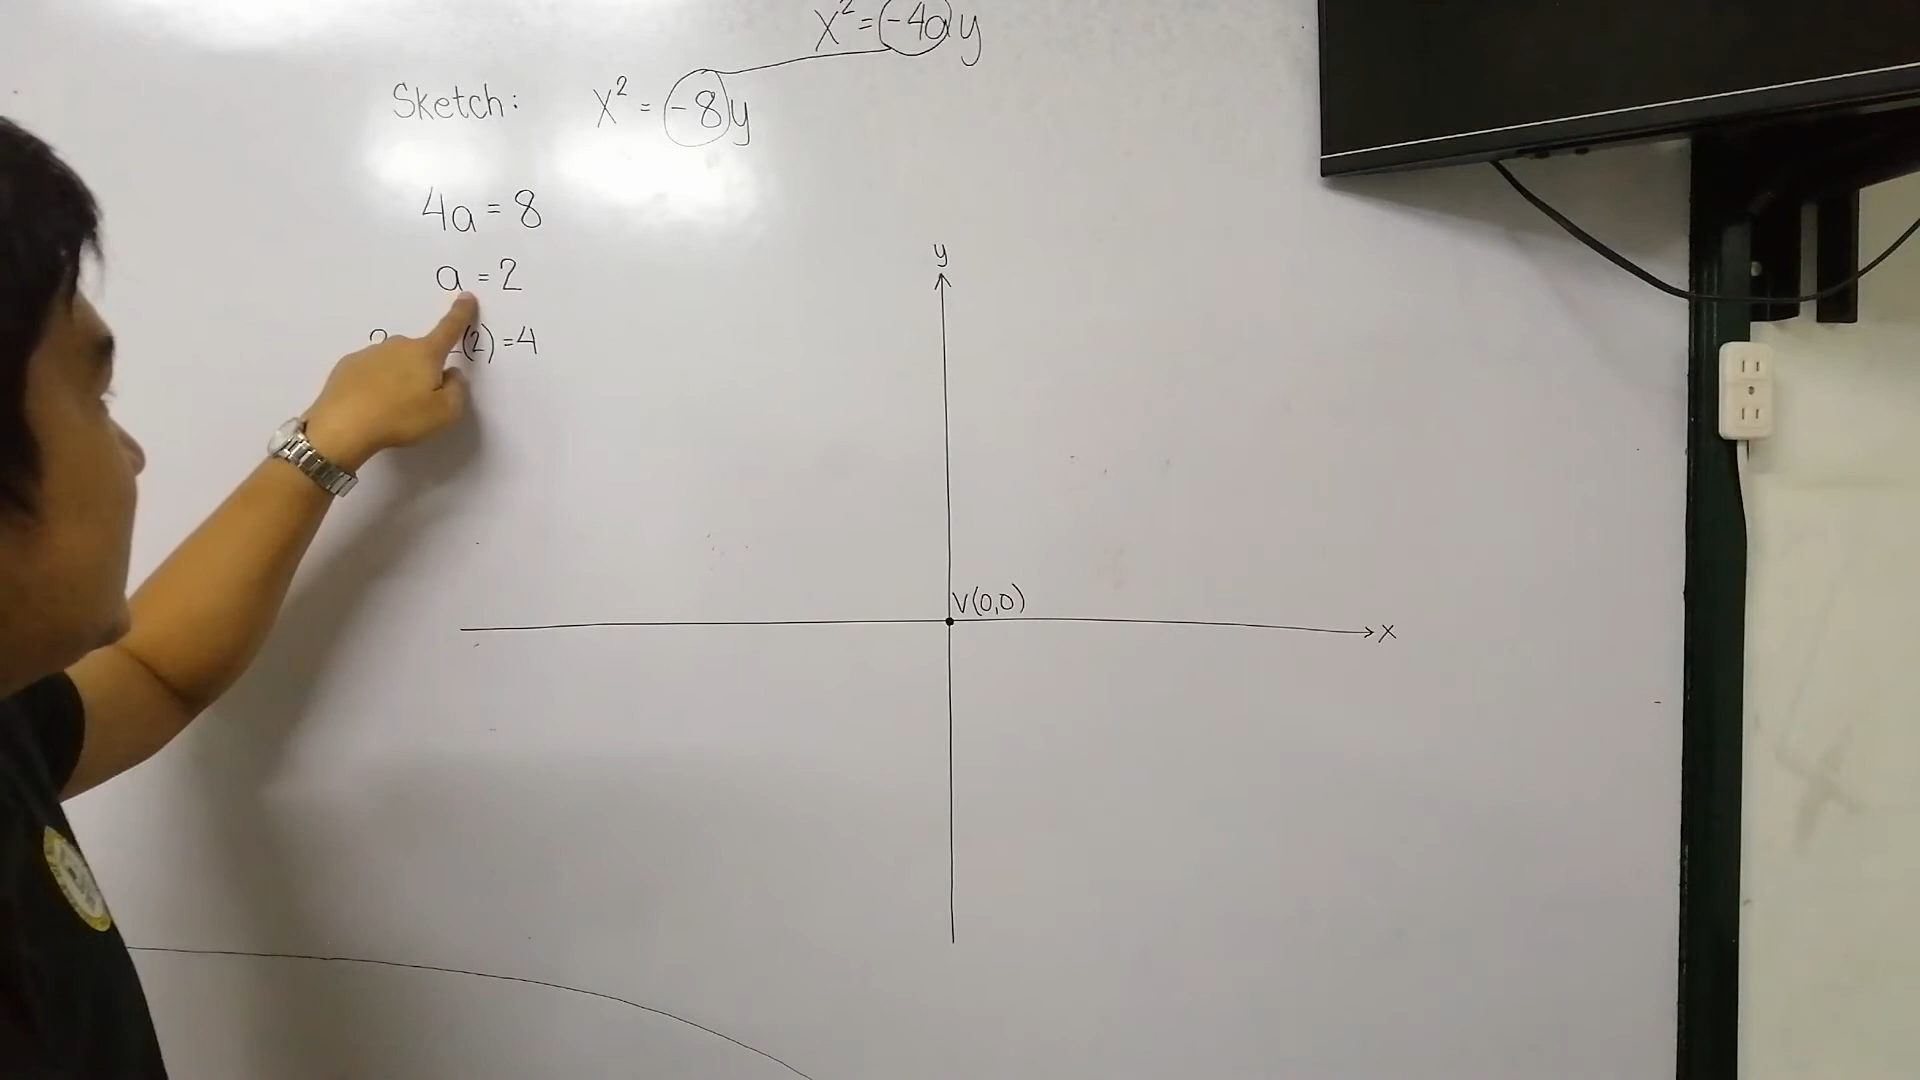 x² = -4ay
Sketch: x² = -8y
4a = 8
a = 2
(2) = 4
y
V(0,0)
x